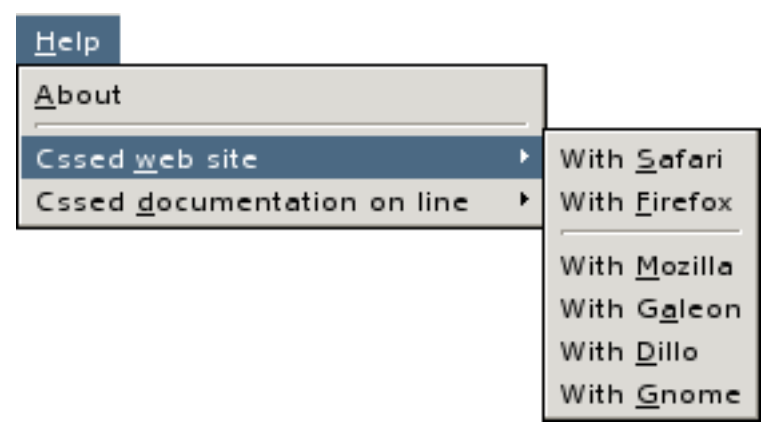 Help
About
Cssed web site
Cssed documentation on line
With Safari
With Firefox
With Mozilla
With Galeon
With Dillo
With Gnome